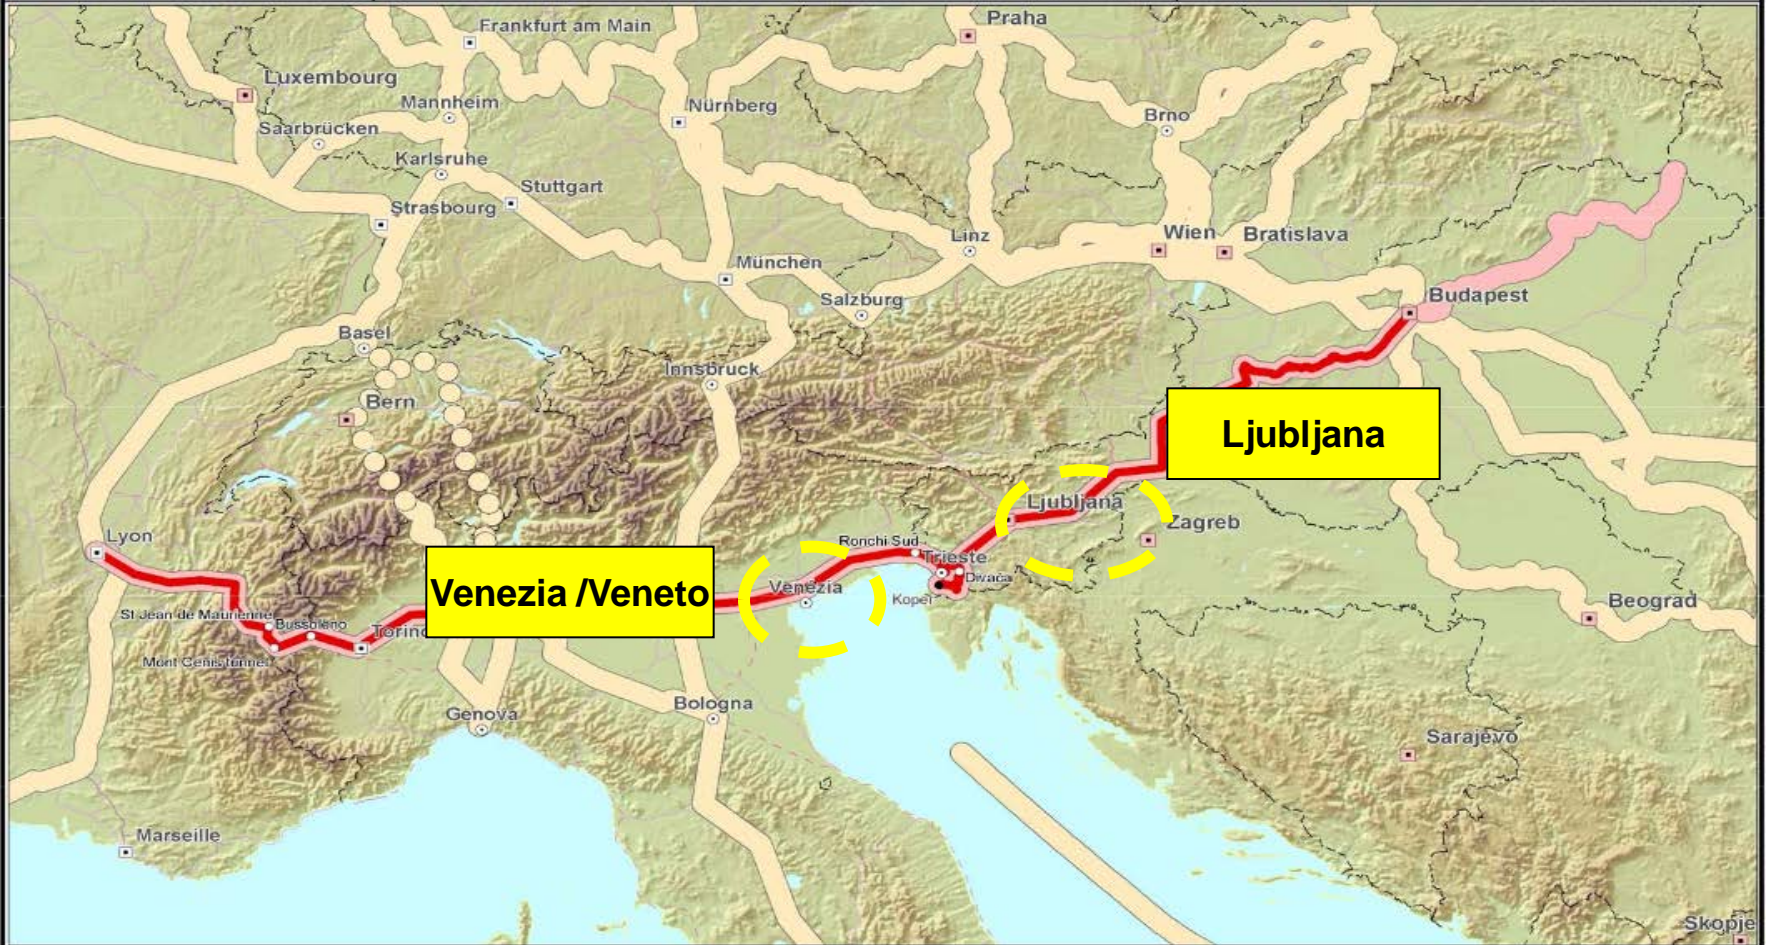 Praha
Frankfurt am Main
Luxembourg
Mannheim
Nürnberg
Brno
Saarbrücken
Karlsruhe
Stuttgart
Strasbourg
Linz
Wien
Bratislava
München
Salzburg
Budapest
Basel
Innsbruck
Bern
Ljubljana
Ljubljana
Zagreb
Lyon
Ronchi Sud
Trieste
Divaca
Venezia /Veneto
Venezia
Koper
Beograd
St Jean de Maurienne
Bussoleno
Torino
Mont Cenis tunnel
Genova
Bologna
Sarajevo
Marseille
Skopje